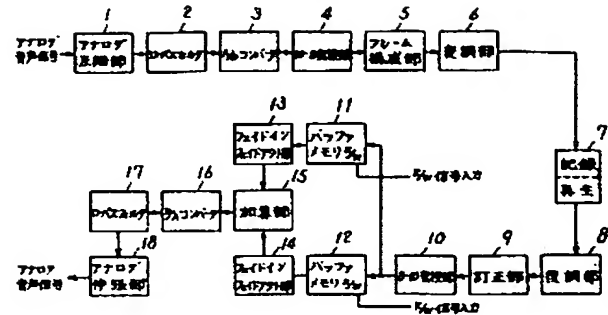 1
2
3
4
5
6
アナログ
音声信号
アナログ
圧縮部
ロパスフィルタ
A/Dコンバータ
フレーム
構成部
変調部
7
記録
再生
13
11
フェイドイン
フェイドアウト部
バッファ
メモリ5/W
R/W信号入力
17
16
15
ロパスフィルタ
D/Aコンバータ
加算部
18
14
12
10
9
8
アナログ
音声信号
アナログ
伸張部
フェイドイン
フェイドアウト部
バッファ
メモリ5/W
訂正部
復調部
R/W信号入力